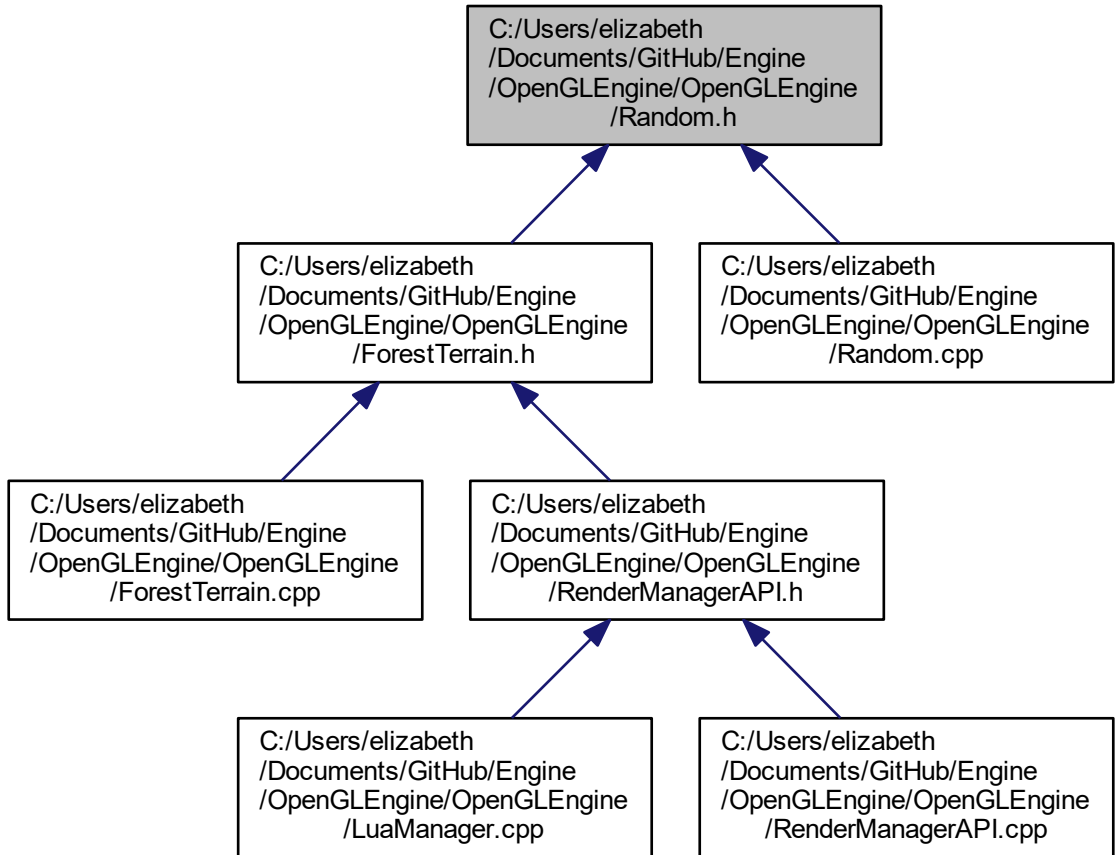 C:/Users/elizabeth
/Documents/GitHub/Engine
/OpenGLEngine/OpenGLEngine
/Random.h
C:/Users/elizabeth
/Documents/GitHub/Engine
/OpenGLEngine/OpenGLEngine
/ForestTerrain.h
C:/Users/elizabeth
/Documents/GitHub/Engine
/OpenGLEngine/OpenGLEngine
/Random.cpp
C:/Users/elizabeth
/Documents/GitHub/Engine
/OpenGLEngine/OpenGLEngine
/ForestTerrain.cpp
C:/Users/elizabeth
/Documents/GitHub/Engine
/OpenGLEngine/OpenGLEngine
/RenderManagerAPI.h
C:/Users/elizabeth
/Documents/GitHub/Engine
/OpenGLEngine/OpenGLEngine
/LuaManager.cpp
C:/Users/elizabeth
/Documents/GitHub/Engine
/OpenGLEngine/OpenGLEngine
/RenderManagerAPI.cpp